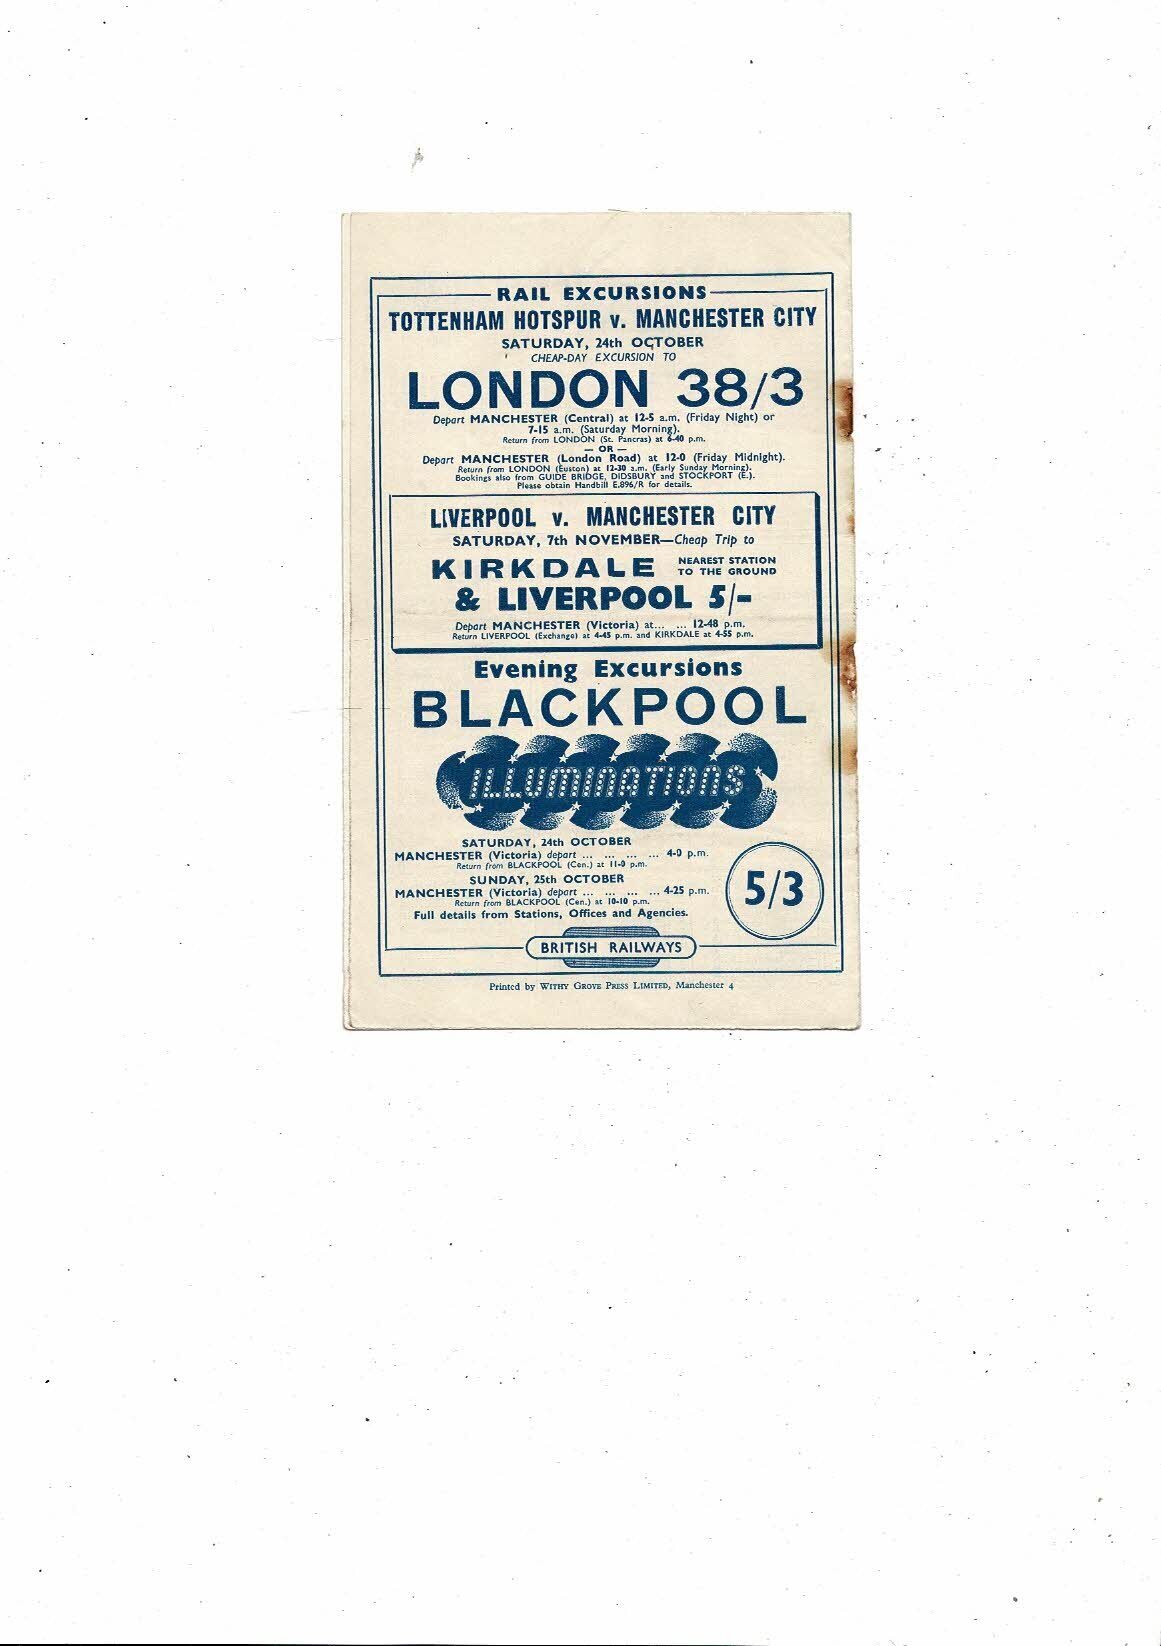 RAIL EXCURSIONS
TOTTENHAM HOTSPUR v. MANCHESTER CITY
SATURDAY, 24th OCTOBER
CHEAP-DAY EXCURSION TO
LONDON 38/3
Depart MANCHESTER (Central) at 12-5 a.m. (Friday Night) or
7-15 a.m. (Saturday Morning).
Return from LONDON (St. Pancras) at 6-40 p.m.
— OR —
Depart MANCHESTER (London Road) at 12-0 (Friday Midnight).
Return from LONDON (Euston) at 12-30 a.m. (Early Sunday Morning).
Bookings also from GUIDE BRIDGE, DIDSBURY and STOCKPORT (E.).
Please obtain Handbill E.896/R for details.
LIVERPOOL v. MANCHESTER CITY
SATURDAY, 7th NOVEMBER—Cheap Trip to
KIRKDALE NEAREST STATION
TO THE GROUND
& LIVERPOOL 5/-
Depart MANCHESTER (Victoria) at... ... 12-48 p.m.
Return LIVERPOOL (Exchange) at 4-45 p.m. and KIRKDALE at 4-55 p.m.
Evening Excursions
BLACKPOOL
ILLUMINATIONS
SATURDAY, 24th OCTOBER
MANCHESTER (Victoria) depart ... ... ... ... 4-0 p.m.
Return from BLACKPOOL (Cen.) at 11-0 p.m.
SUNDAY, 25th OCTOBER
MANCHESTER (Victoria) depart ... ... ... ... 4-25 p.m.
Return from BLACKPOOL (Cen.) at 10-10 p.m.
Full details from Stations, Offices and Agencies.
5/3
BRITISH RAILWAYS
Printed by WITHY GROVE PRESS LIMITED, Manchester 4